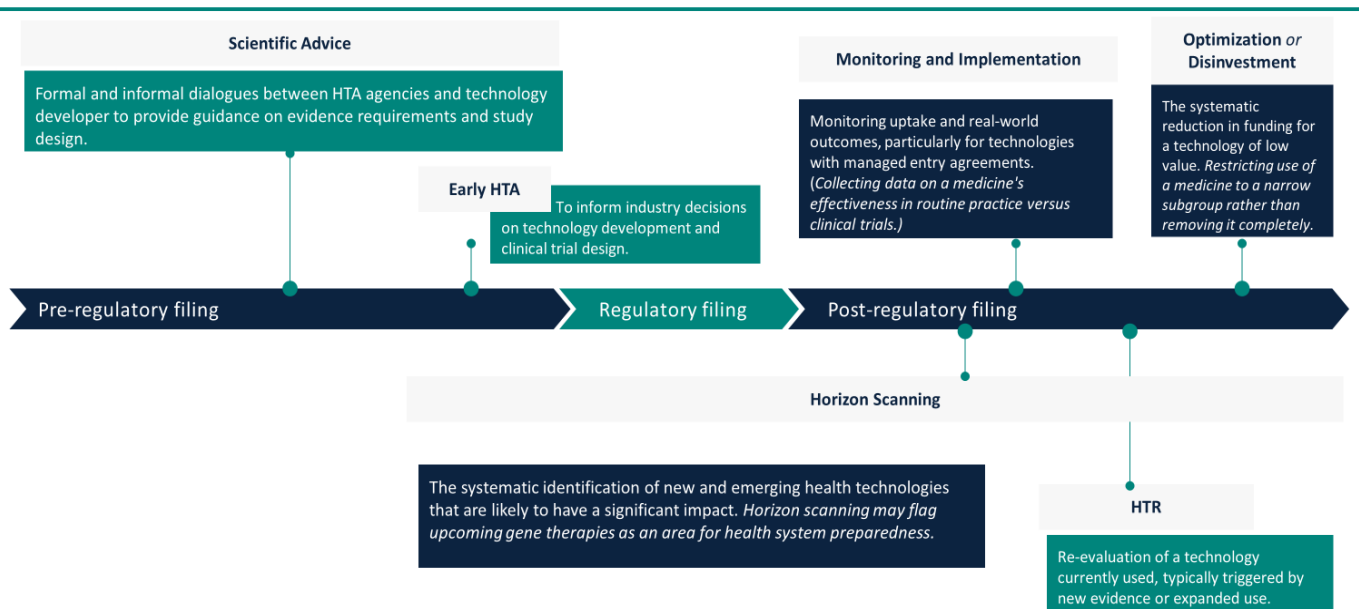 Scientific Advice
Formal and informal dialogues between HTA agencies and technology
developer to provide guidance on evidence requirements and study
design.
Early HTA
To inform industry decisions
on technology development and
clinical trial design.
Monitoring and Implementation
Monitoring uptake and real-world
outcomes, particularly for technologies
with managed entry agreements.
(Collecting data on a medicine's
effectiveness in routine practice versus
clinical trials.)
Optimization or
Disinvestment
The systematic
reduction in funding for
a technology of low
value. Restricting use of
a medicine to a narrow
subgroup rather than
removing it completely.
Pre-regulatory filing
Regulatory filing
Post-regulatory filing
Horizon Scanning
The systematic identification of new and emerging health technologies
that are likely to have a significant impact. Horizon scanning may flag
upcoming gene therapies as an area for health system preparedness.
HTR
Re-evaluation of a technology
currently used, typically triggered by
new evidence or expanded use.